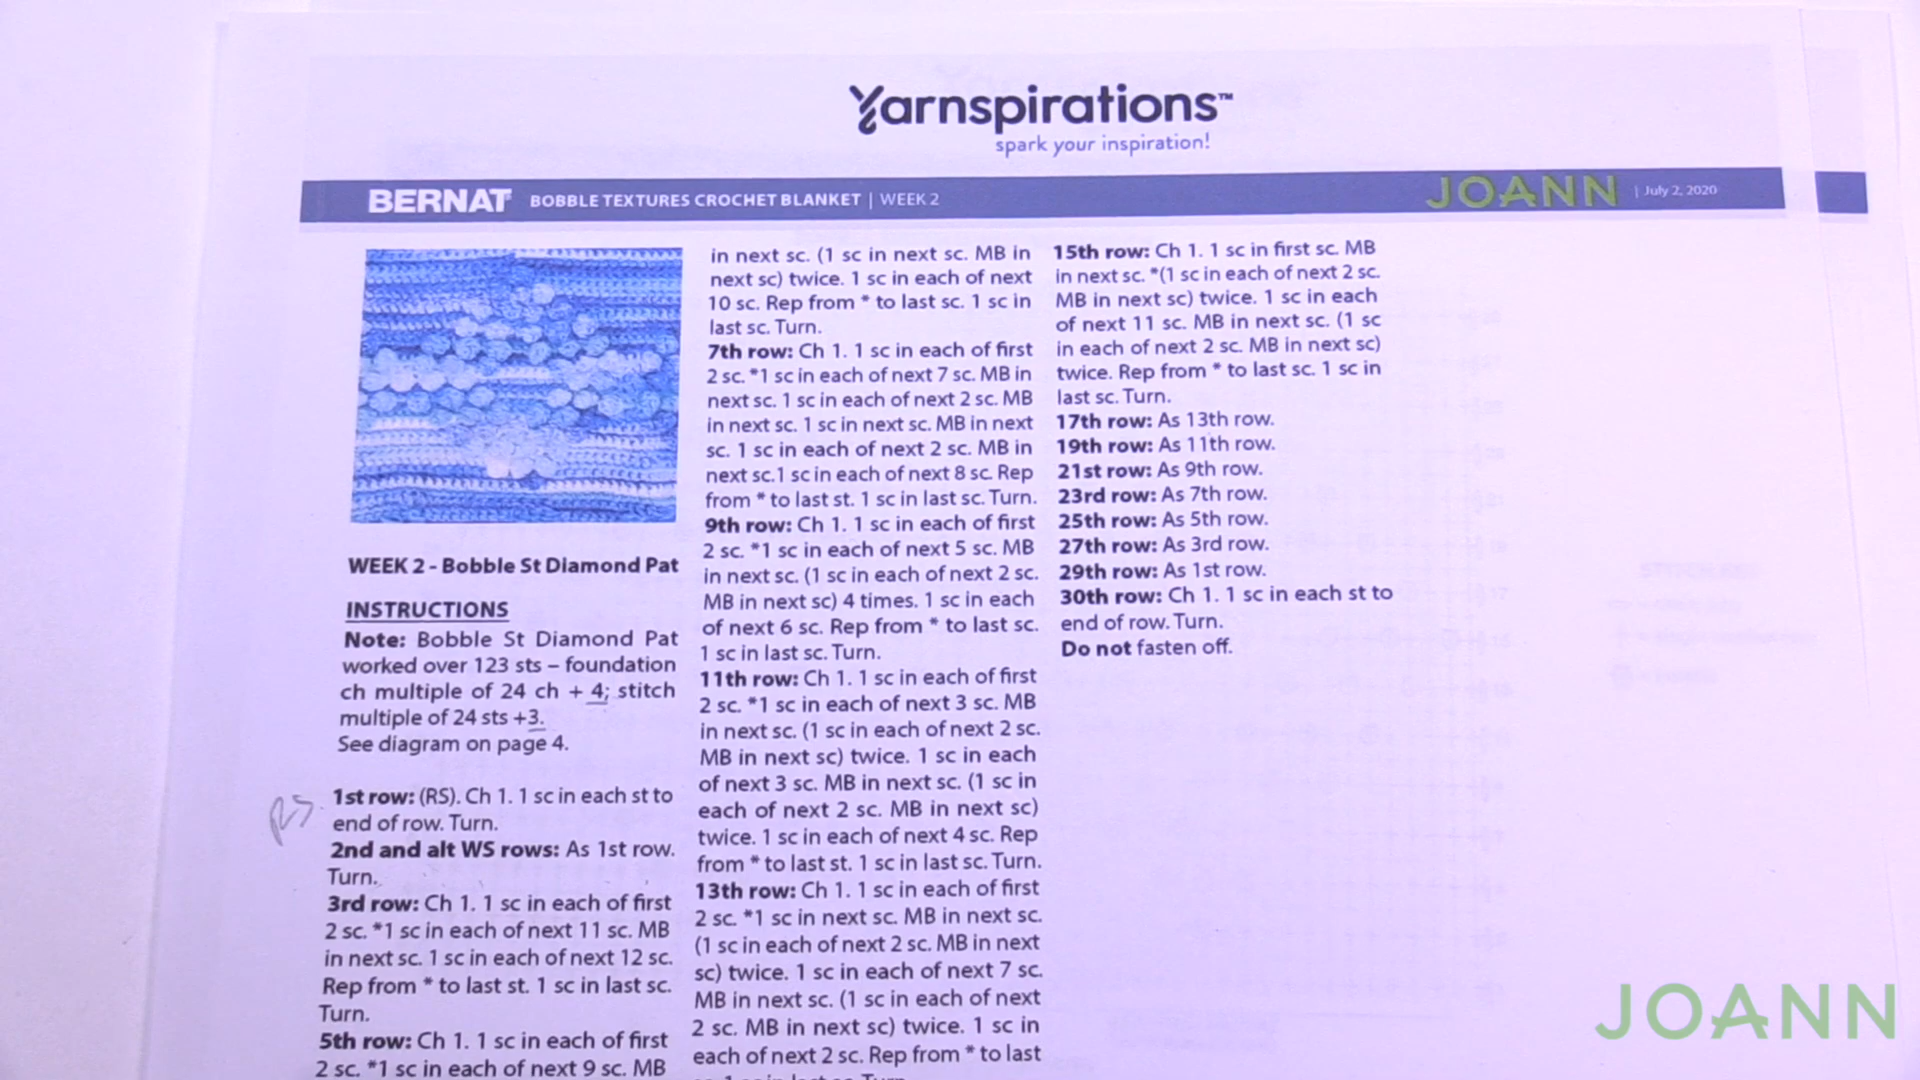 Yarnspirations™
spark your inspiration!
BERNAT BOBBLE TEXTURES CROCHET BLANKET | WEEK 2 JOANN | July 2, 2020
WEEK 2 - Bobble St Diamond Pat
INSTRUCTIONS
Note: Bobble St Diamond Pat
worked over 123 sts – foundation
ch multiple of 24 ch + 4; stitch
multiple of 24 sts +3.
See diagram on page 4.
RS
1st row: (RS). Ch 1. 1 sc in each st to
end of row. Turn.
2nd and alt WS rows: As 1st row.
Turn.
3rd row: Ch 1. 1 sc in each of first
2 sc. *1 sc in each of next 11 sc. MB
in next sc. 1 sc in each of next 12 sc.
Rep from * to last st. 1 sc in last sc.
Turn.
5th row: Ch 1. 1 sc in each of first
2 sc. *1 sc in each of next 9 sc. MB
in next sc. (1 sc in next sc. MB in
next sc) twice. 1 sc in each of next
10 sc. Rep from * to last sc. 1 sc in
last sc. Turn.
7th row: Ch 1. 1 sc in each of first
2 sc. *1 sc in each of next 7 sc. MB in
next sc. 1 sc in each of next 2 sc. MB
in next sc. 1 sc in next sc. MB in next
sc. 1 sc in each of next 2 sc. MB in
next sc.1 sc in each of next 8 sc. Rep
from * to last st. 1 sc in last sc. Turn.
9th row: Ch 1. 1 sc in each of first
2 sc. *1 sc in each of next 5 sc. MB
in next sc. (1 sc in each of next 2 sc.
MB in next sc) 4 times. 1 sc in each
of next 6 sc. Rep from * to last sc.
1 sc in last sc. Turn.
11th row: Ch 1. 1 sc in each of first
2 sc. *1 sc in each of next 3 sc. MB
in next sc. (1 sc in each of next 2 sc.
MB in next sc) twice. 1 sc in each
of next 3 sc. MB in next sc. (1 sc in
each of next 2 sc. MB in next sc)
twice. 1 sc in each of next 4 sc. Rep
from * to last st. 1 sc in last sc. Turn.
13th row: Ch 1. 1 sc in each of first
2 sc. *1 sc in next sc. MB in next sc.
(1 sc in each of next 2 sc. MB in next
sc) twice. 1 sc in each of next 7 sc.
MB in next sc. (1 sc in each of next
2 sc. MB in next sc) twice. 1 sc in
each of next 2 sc. Rep from * to last
15th row: Ch 1. 1 sc in first sc. MB
in next sc. *(1 sc in each of next 2 sc.
MB in next sc) twice. 1 sc in each
of next 11 sc. MB in next sc. (1 sc
in each of next 2 sc. MB in next sc)
twice. Rep from * to last sc. 1 sc in
last sc. Turn.
17th row: As 13th row.
19th row: As 11th row.
21st row: As 9th row.
23rd row: As 7th row.
25th row: As 5th row.
27th row: As 3rd row.
29th row: As 1st row.
30th row: Ch 1. 1 sc in each st to
end of row. Turn.
Do not fasten off.
JOANN